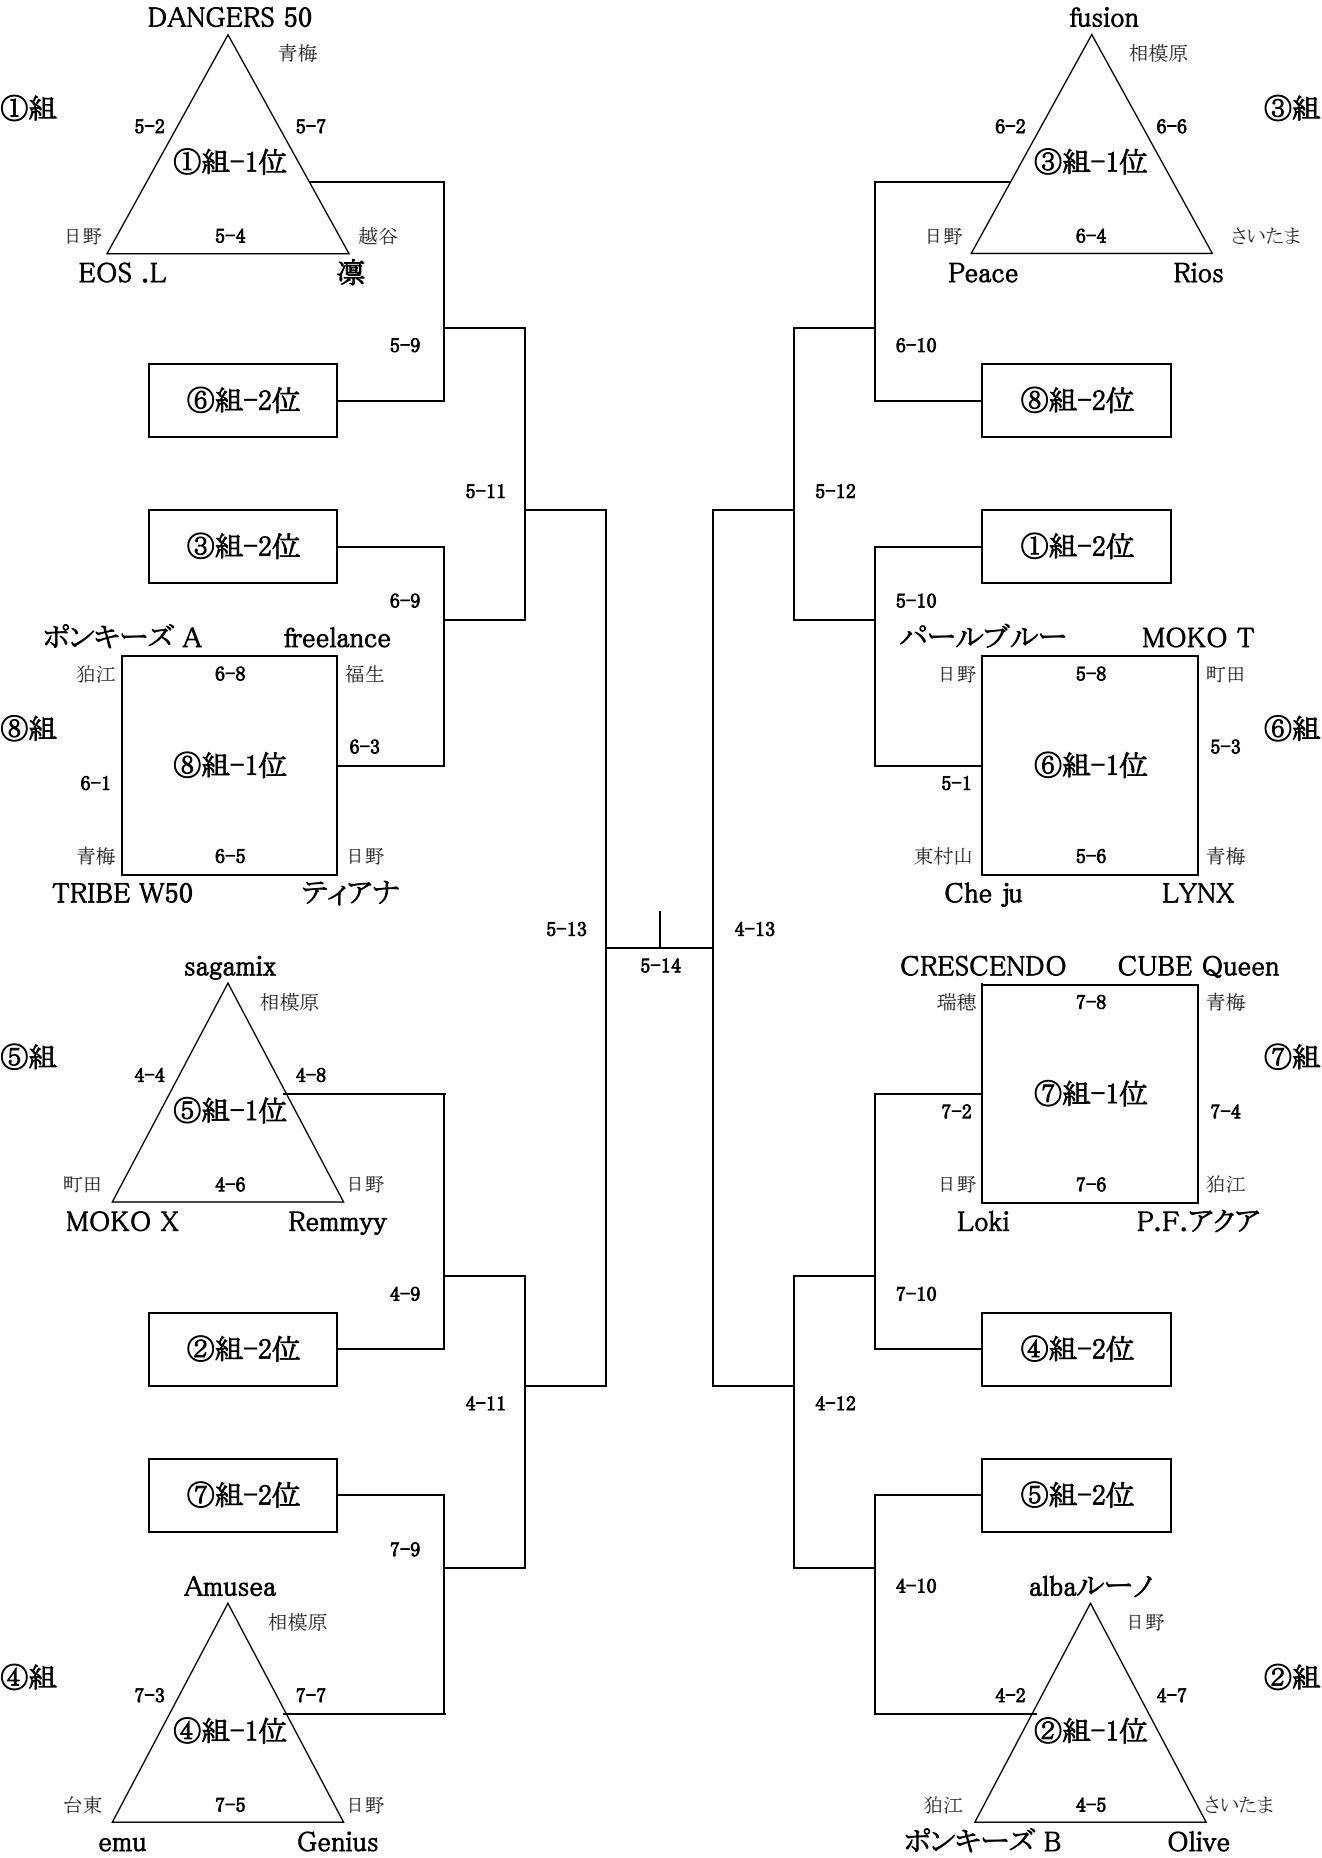 DANGERS 50
青梅
①組
5-2
5-7
①組-1位
日野
5-4
越谷
EOS .L
凛
5-9
⑥組-2位
5-11
③組-2位
6-9
ポンキーズ A
freelance
狛江
6-8
福生
⑧組
6-3
⑧組-1位
6-1
青梅
6-5
日野
TRIBE W50
ティアナ
5-13
sagamix
相模原
⑤組
4-4
4-8
⑤組-1位
町田
4-6
日野
MOKO X
Remmyy
4-9
②組-2位
4-11
⑦組-2位
7-9
Amusea
相模原
④組
7-3
7-7
④組-1位
台東
7-5
日野
emu
Genius
5-14
fusion
相模原
③組
6-2
6-6
③組-1位
日野
6-4
さいたま
Peace
Rios
6-10
⑧組-2位
5-12
①組-2位
5-10
パールブルー
MOKO T
日野
5-8
町田
⑥組
5-3
⑥組-1位
5-1
東村山
5-6
青梅
Che ju
LYNX
4-13
CRESCENDO
CUBE Queen
瑞穂
7-8
青梅
⑦組
⑦組-1位
7-2
7-4
日野
7-6
狛江
Loki
P.F.アクア
7-10
④組-2位
4-12
⑤組-2位
4-10
albaルーノ
日野
②組
4-2
4-7
②組-1位
狛江
4-5
さいたま
ポンキーズ B
Olive